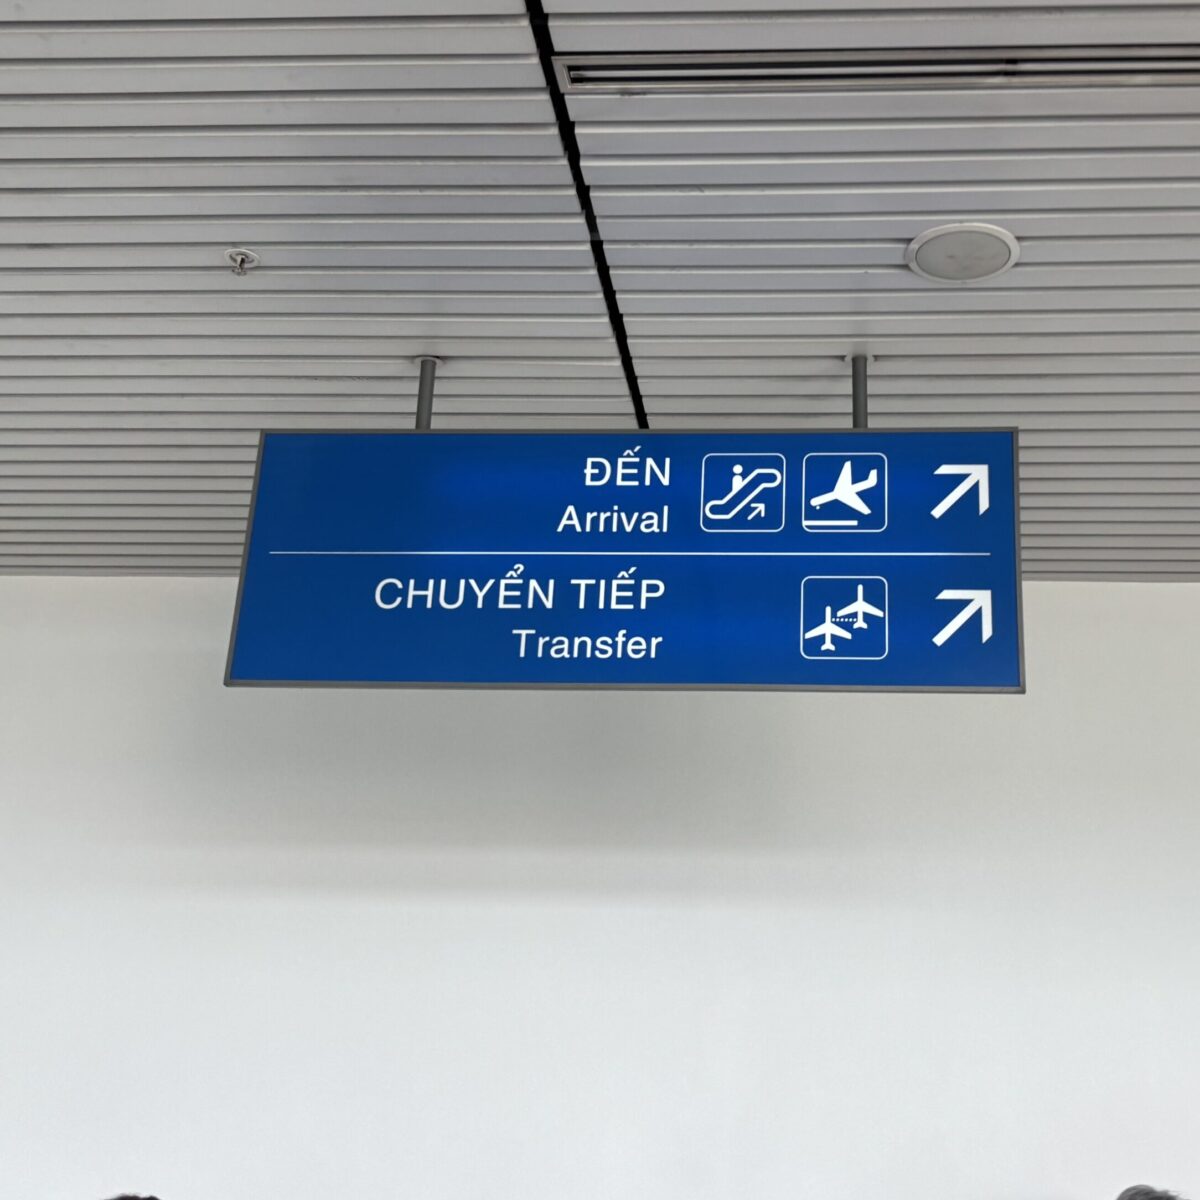 ĐẾN
Arrival
CHUYỂN TIẾP
Transfer